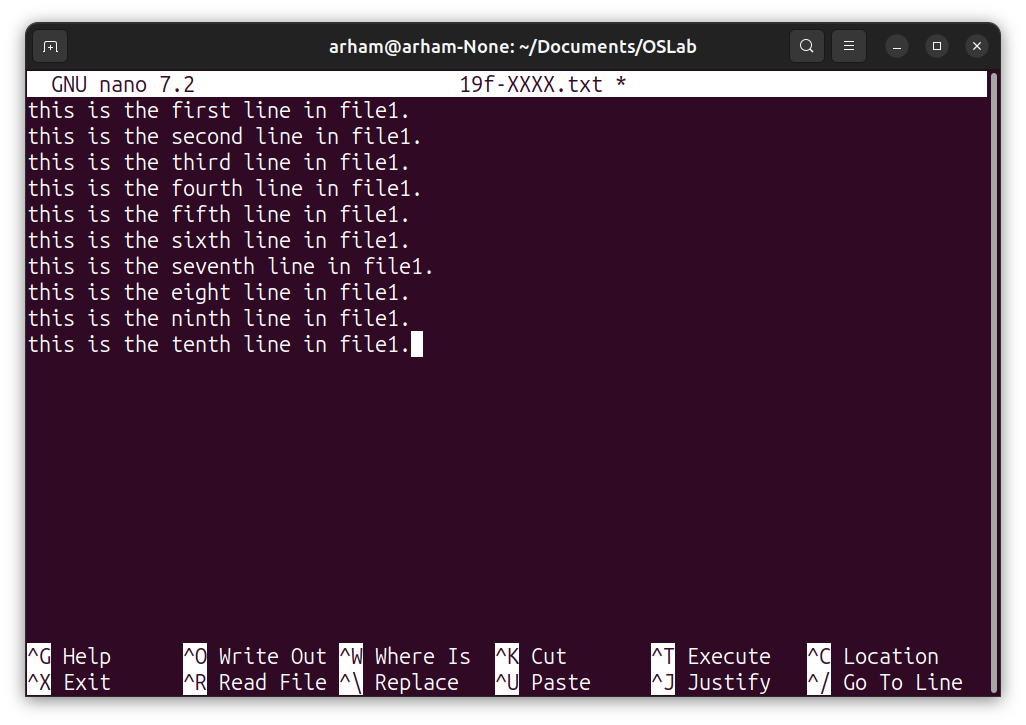 arham@arham-None: ~/Documents/OSLab
GNU nano 7.2 19f-XXXX.txt *
this is the first line in file1.
this is the second line in file1.
this is the third line in file1.
this is the fourth line in file1.
this is the fifth line in file1.
this is the sixth line in file1.
this is the seventh line in file1.
this is the eight line in file1.
this is the ninth line in file1.
this is the tenth line in file1.
^G Help ^O Write Out ^W Where Is ^K Cut ^T Execute ^C Location
^X Exit ^R Read File ^\ Replace ^U Paste ^J Justify ^/ Go To Line